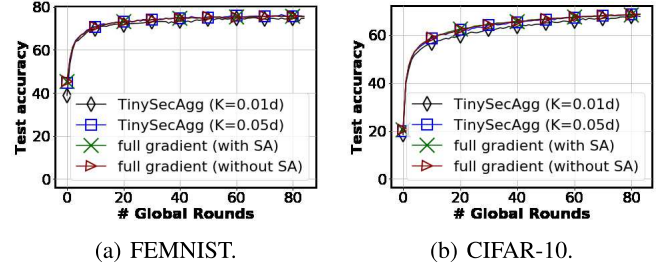 80
60
40
20
0
Test accuracy
TinySecAgg (K=0.01d)
TinySecAgg (K=0.05d)
full gradient (with SA)
full gradient (without SA)
0 20 40 60 80
# Global Rounds
(a) FEMNIST.
60
40
20
0
Test accuracy
TinySecAgg (K=0.01d)
TinySecAgg (K=0.05d)
full gradient (with SA)
full gradient (without SA)
0 20 40 60 80
# Global Rounds
(b) CIFAR-10.